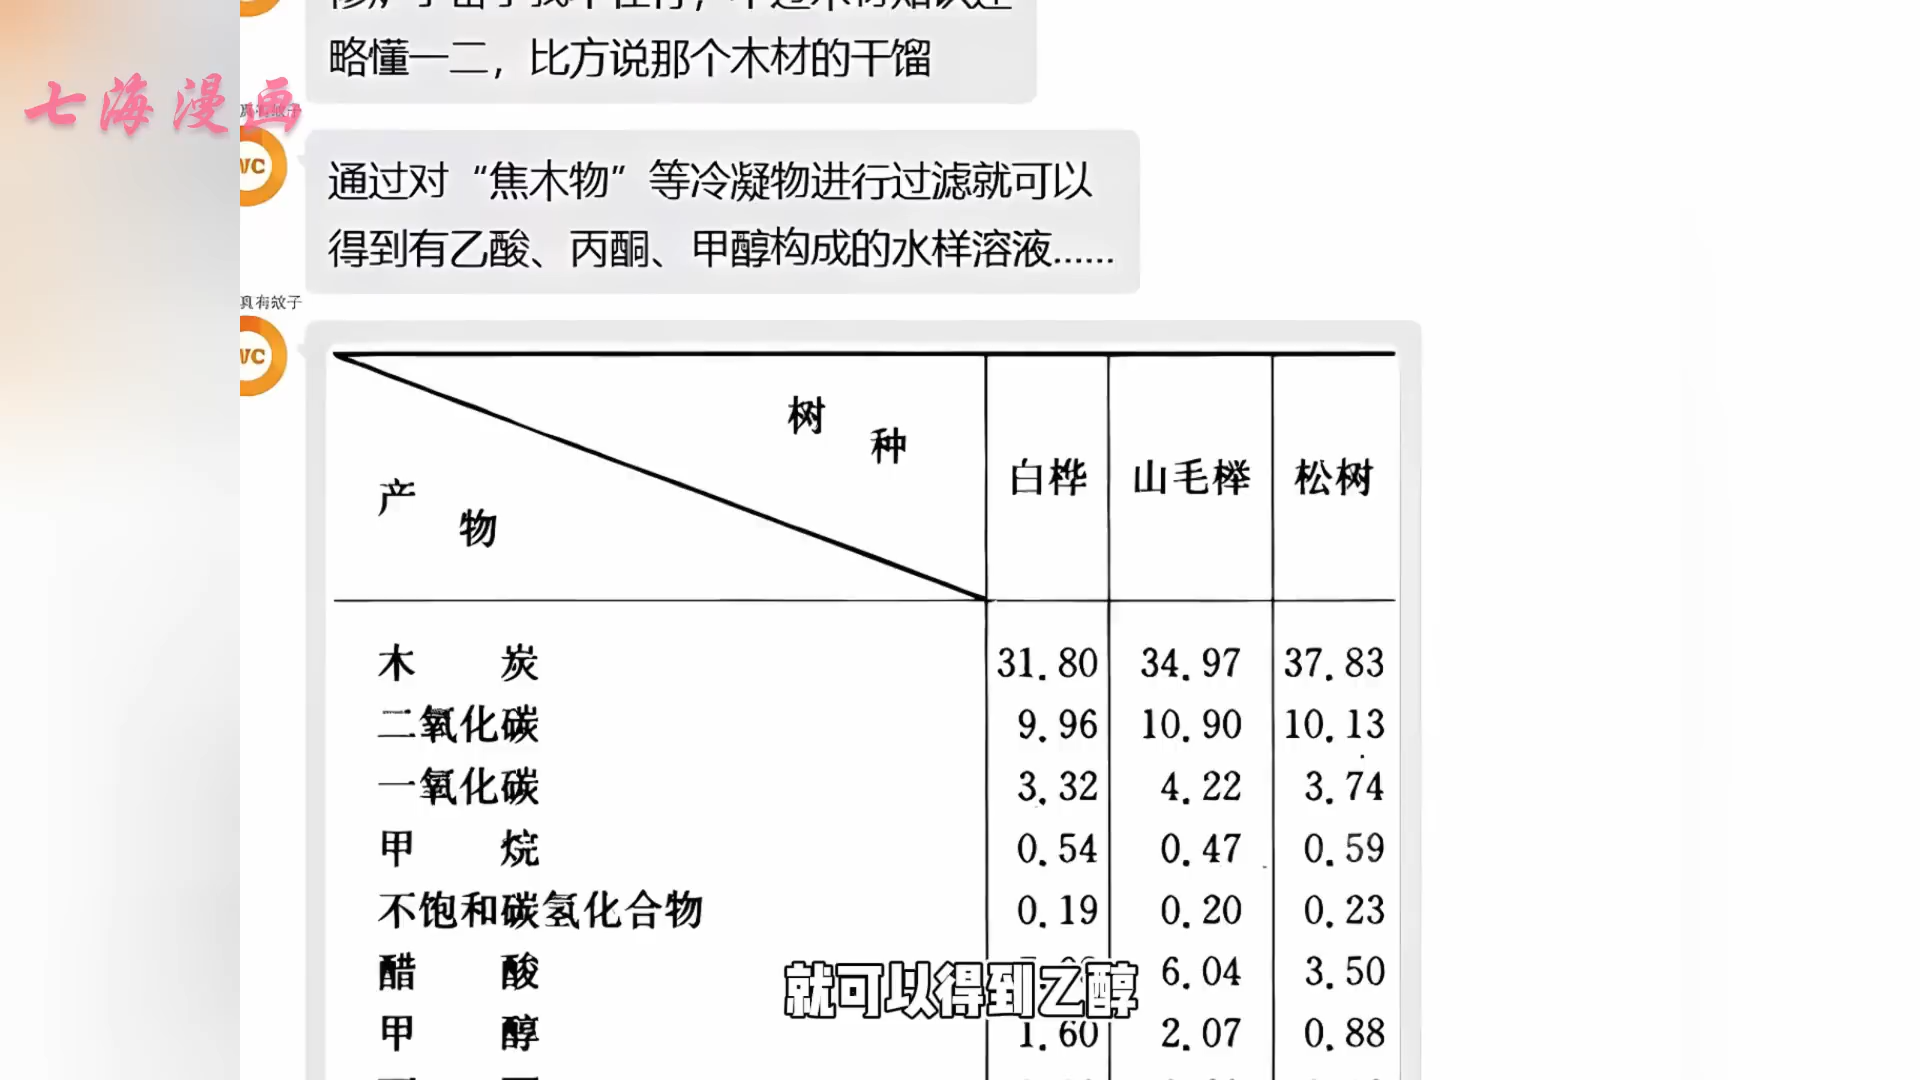 略懂一二，比方说那个木材的干馏
七海漫画
通过对“焦木物”等冷凝物进行过滤就可以
得到有乙酸、丙酮、甲醇构成的水样溶液......
真有蚊子
树种
产物
白桦 山毛榉 松树
木炭 31.80 34.97 37.83
二氧化碳 9.96 10.90 10.13
一氧化碳 3.32 4.22 3.74
甲烷 0.54 0.47 0.59
不饱和碳氢化合物 0.19 0.20 0.23
醋酸 6.04 3.50
就可以得到乙醇
甲醇 1.60 2.07 0.88